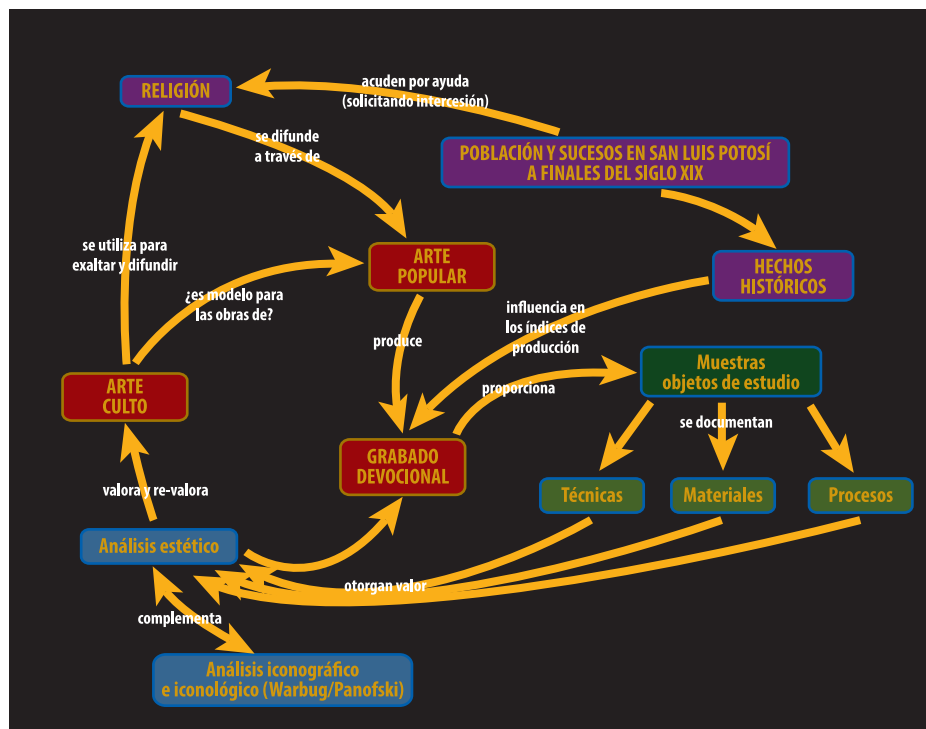 acuden por ayuda
(solicitando intercesión)
RELIGIÓN
se difunde
a través de
POBLACIÓN Y SUCESOS EN SAN LUIS POTOSÍ
A FINALES DEL SIGLO XIX
se utiliza para
exaltar y difundir
ARTE
POPULAR
HECHOS
HISTÓRICOS
¿es modelo para
las obras de?
influencia en
los índices de
producción
produce
Muestras
objetos de estudio
proporciona
ARTE
CULTO
se documentan
GRABADO
DEVOCIONAL
valora y re-valora
Técnicas
Materiales
Procesos
Análisis estético
otorgan valor
complementa
Análisis iconográfico
e iconológico (Warbug/Panofski)